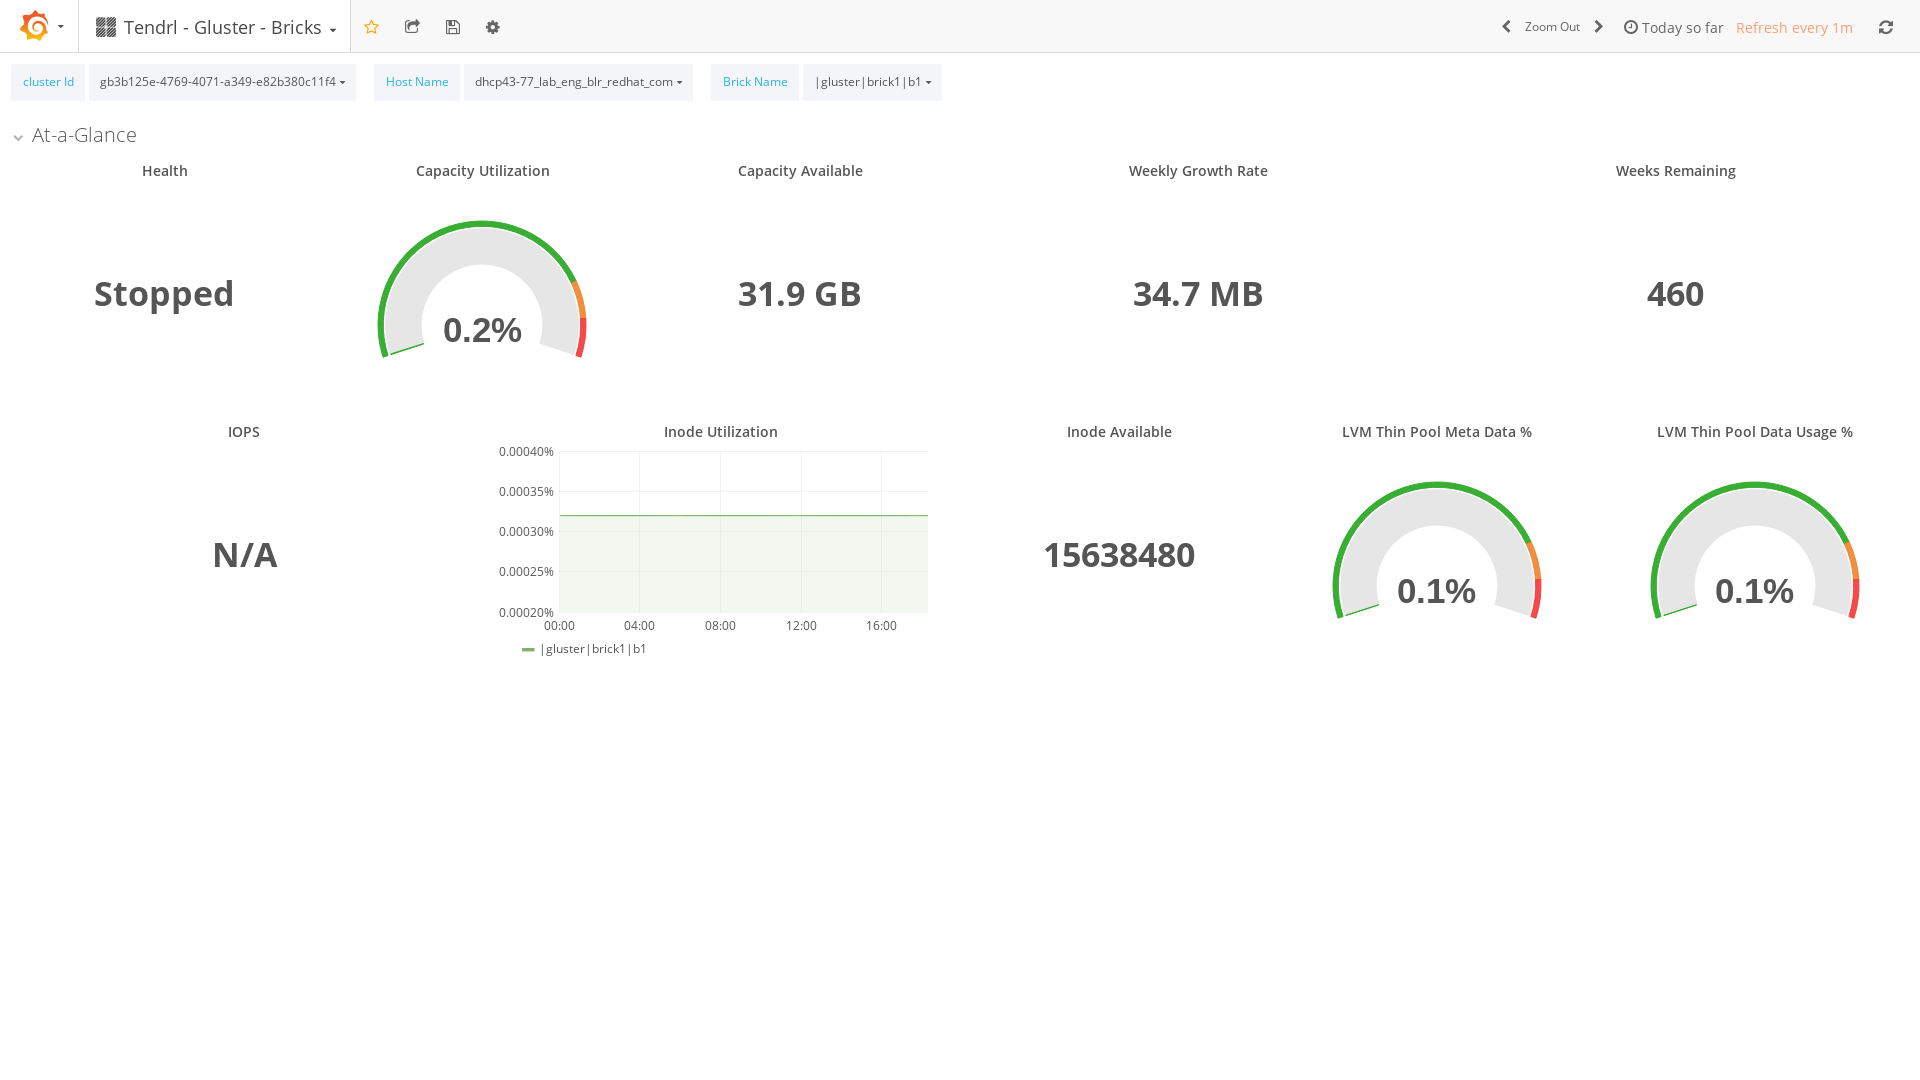 Tendrl - Gluster - Bricks
Zoom Out
Today so far
Refresh every 1m
cluster Id
gb3b125e-4769-4071-a349-e82b380c11f4
Host Name
dhcp43-77_lab_eng_blr_redhat_com
Brick Name
|gluster|brick1|b1
At-a-Glance
Health
Capacity Utilization
Capacity Available
Weekly Growth Rate
Weeks Remaining
Stopped
0.2%
31.9 GB
34.7 MB
460
IOPS
Inode Utilization
Inode Available
LVM Thin Pool Meta Data %
LVM Thin Pool Data Usage %
N/A
0.00040%
0.00035%
0.00030%
0.00025%
0.00020%
00:00
04:00
08:00
12:00
16:00
|gluster|brick1|b1
15638480
0.1%
0.1%